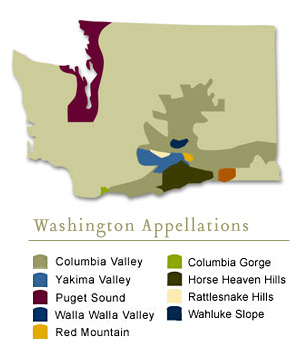 Washington Appellations
Columbia Valley
Yakima Valley
Puget Sound
Walla Walla Valley
Red Mountain
Columbia Gorge
Horse Heaven Hills
Rattlesnake Hills
Wahluke Slope